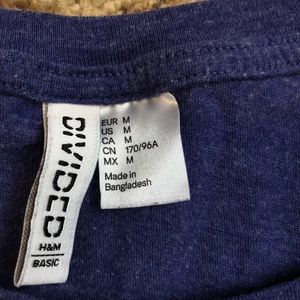 DIVIDED
H&M
BASIC
EUR M
US M
CA M
CN 170/96A
MX M
Made in
Bangladesh